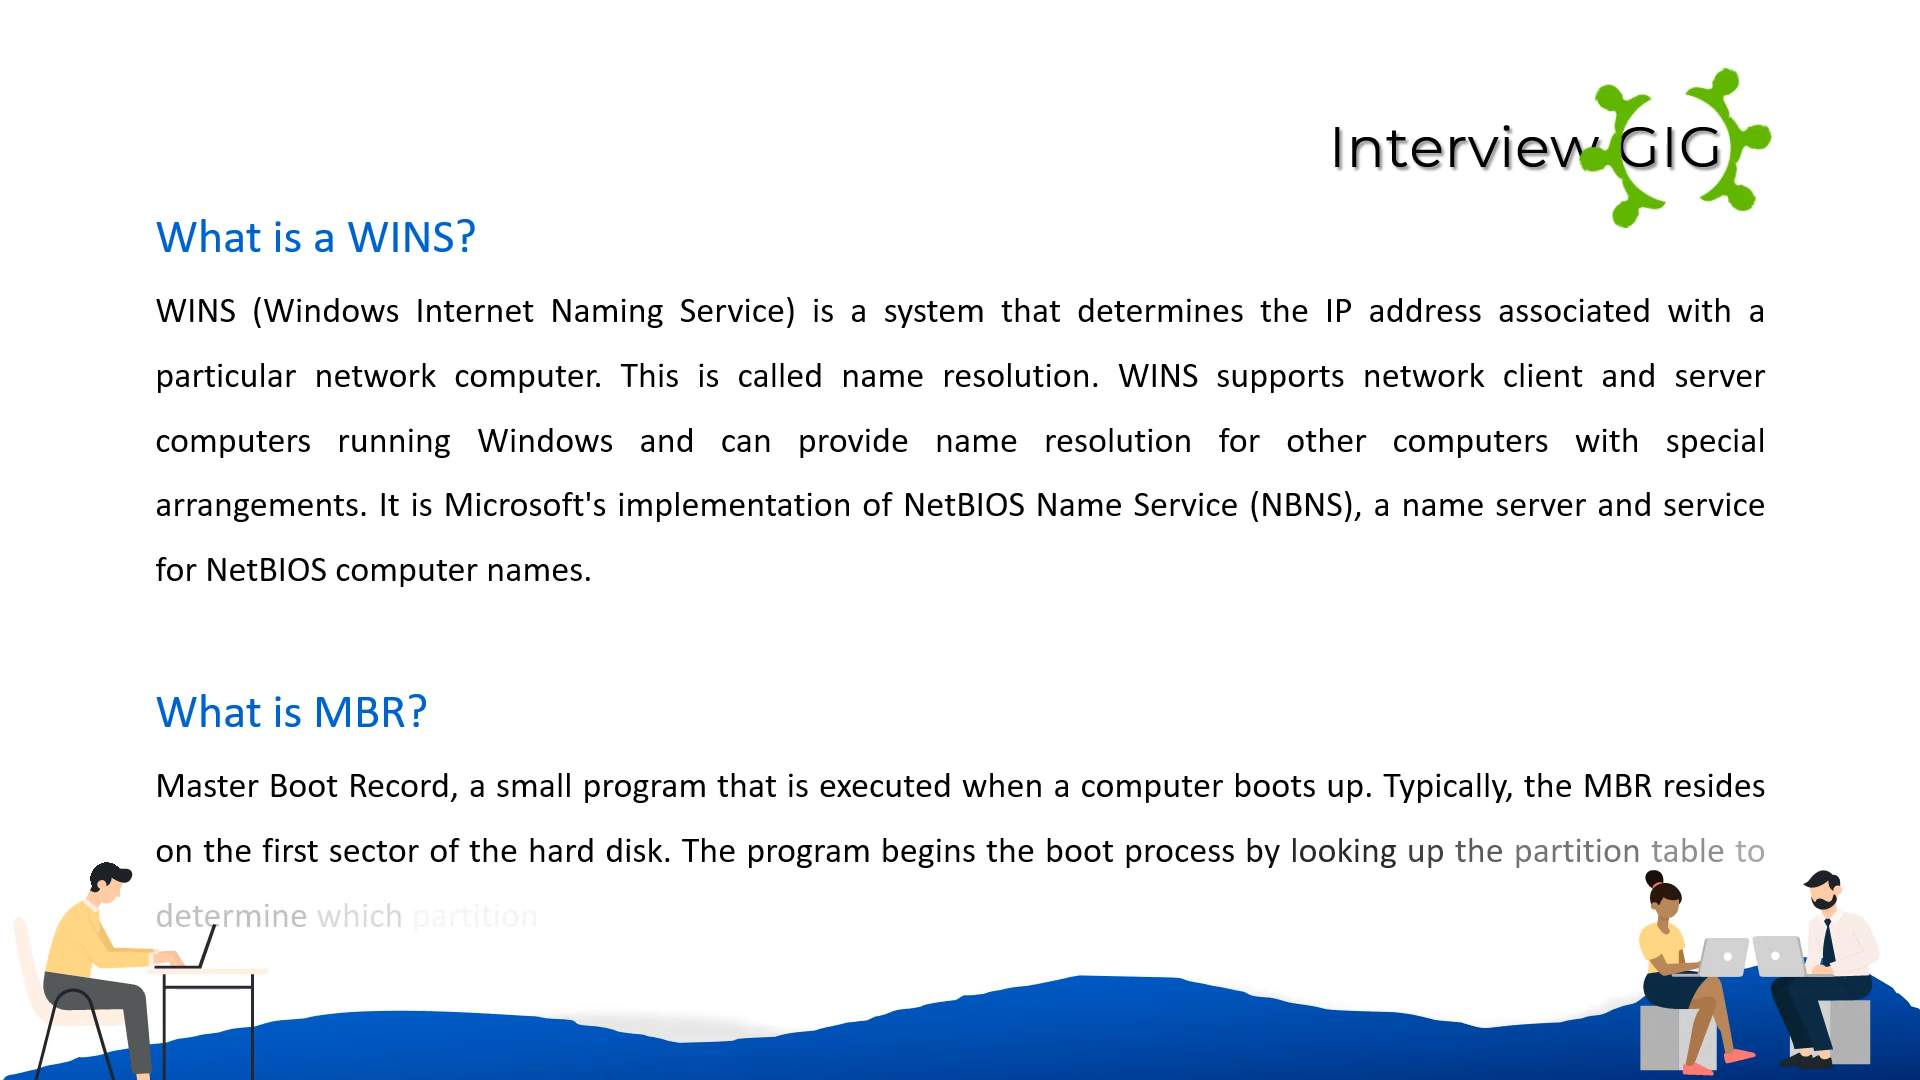 Interview GIG
What is a WINS?
WINS (Windows Internet Naming Service) is a system that determines the IP address associated with a
particular network computer. This is called name resolution. WINS supports network client and server
computers running Windows and can provide name resolution for other computers with special
arrangements. It is Microsoft's implementation of NetBIOS Name Service (NBNS), a name server and service
for NetBIOS computer names.
What is MBR?
Master Boot Record, a small program that is executed when a computer boots up. Typically, the MBR resides
on the first sector of the hard disk. The program begins the boot process by looking up the partition table to
determine which partition